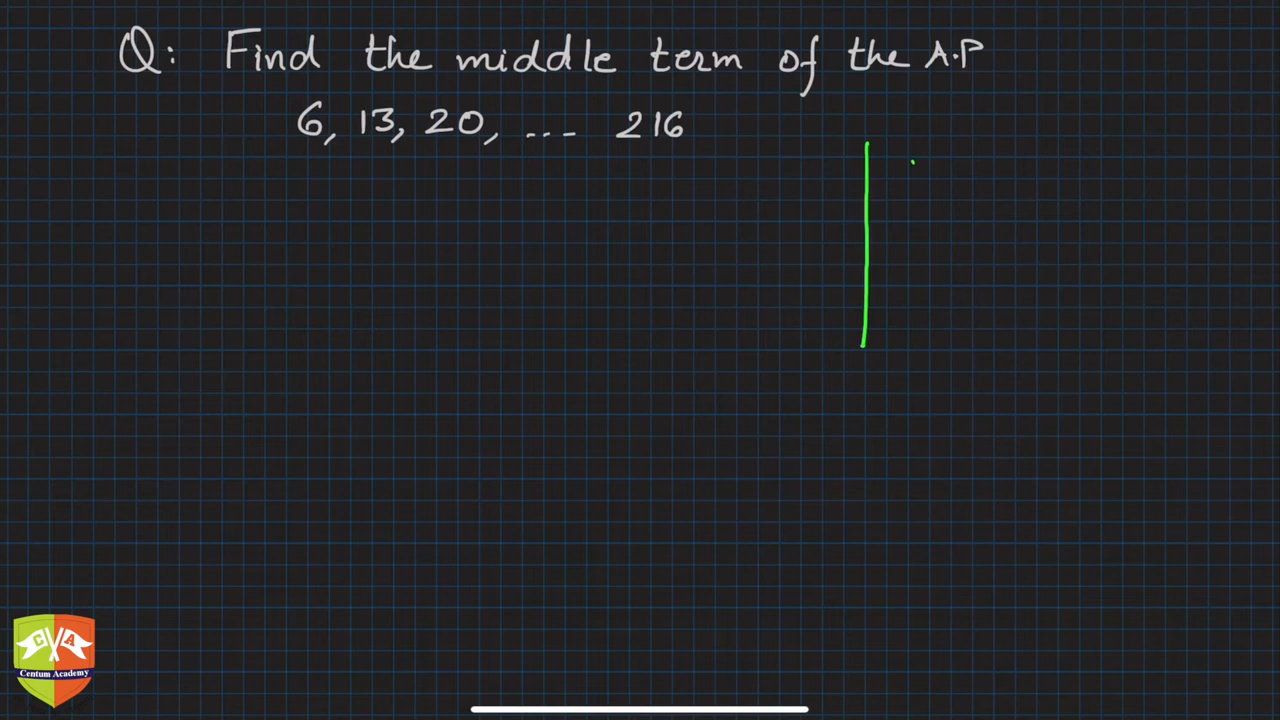 Q: Find the middle term of the A.P
6, 13, 20, --- 216
C A
Centum Academy